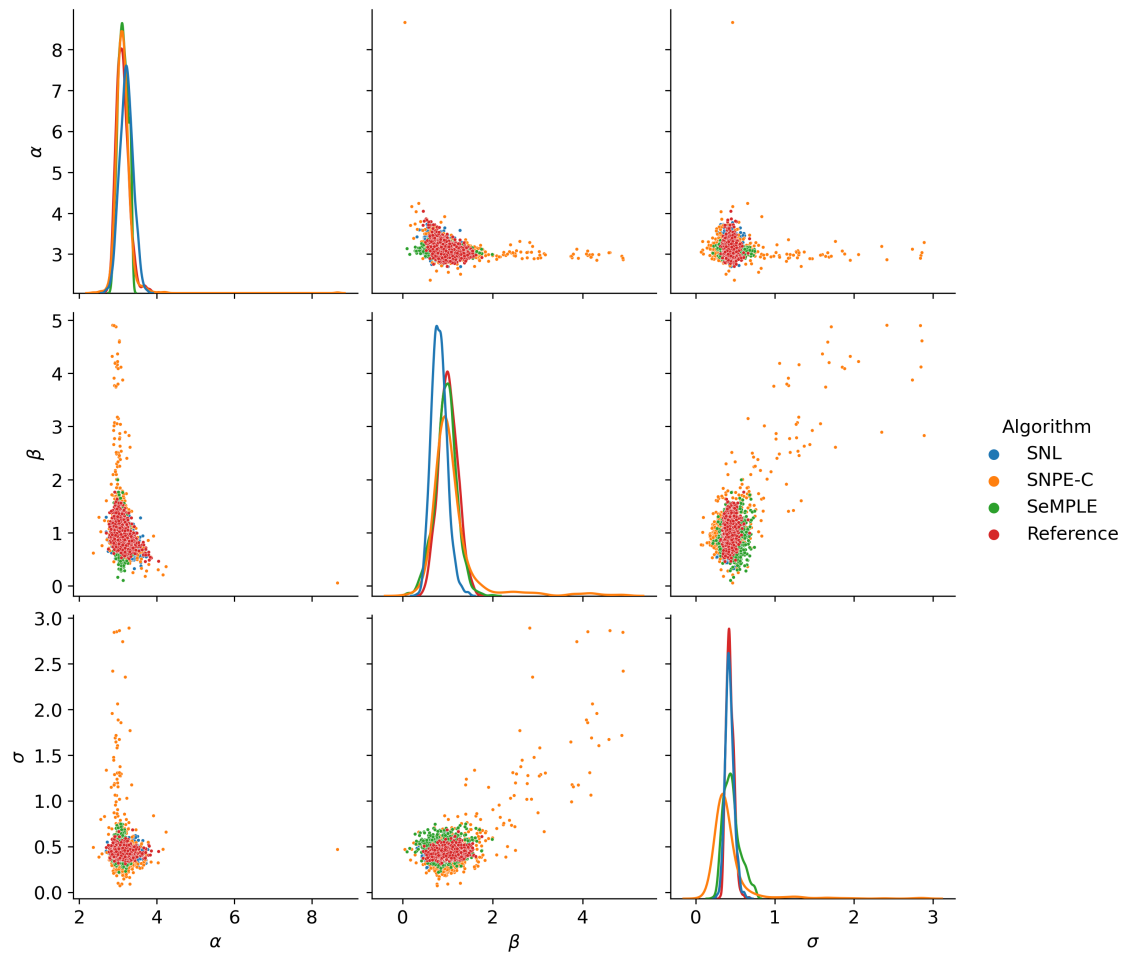 8
7
6
5
4
3
α
5
4
3
2
1
0
β
Algorithm
SNL
SNPE-C
SeMPLE
Reference
3.0
2.5
2.0
1.5
1.0
0.5
0.0
σ
2 4 6 8
0 2 4
0 1 2 3
α β σ